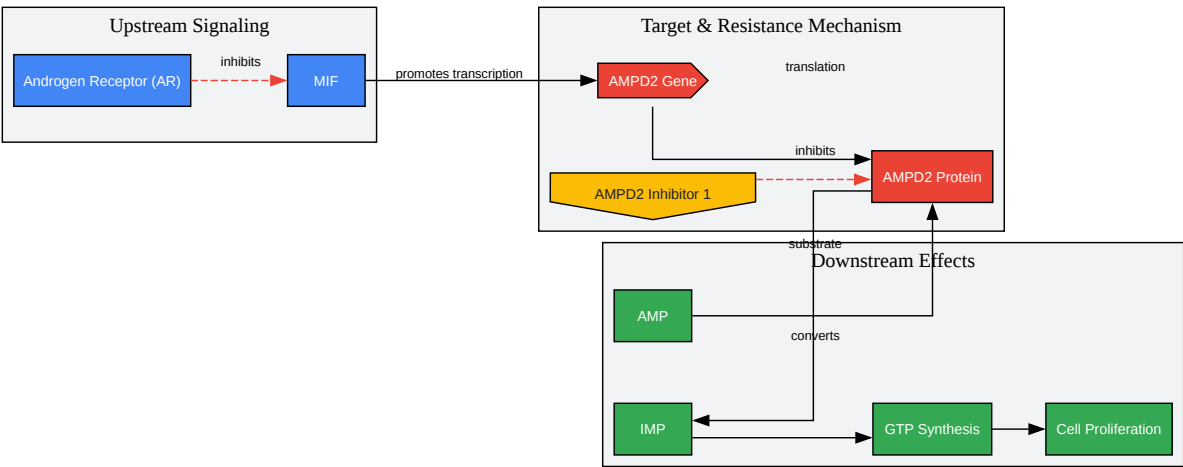 Upstream Signaling
Target & Resistance Mechanism
Androgen Receptor (AR)
inhibits
MIF
promotes transcription
AMPD2 Gene
translation
inhibits
AMPD2 Inhibitor 1
AMPD2 Protein
substrate
Downstream Effects
AMP
converts
IMP
GTP Synthesis
Cell Proliferation